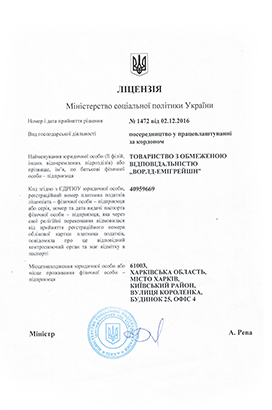 ЛІЦЕНЗІЯ
Міністерство соціальної політики України
Номер і дата прийняття рішення
№ 1472 від 02.12.2016
Вид господарської діяльності
посередництво у працевлаштуванні
за кордоном
Найменування юридичної особи (її філій,
інших відокремлених підрозділів) або
прізвище, ім'я, по батькові фізичної
особи – підприємця
ТОВАРИСТВО З ОБМЕЖЕНОЮ
ВІДПОВІДАЛЬНІСТЮ
„ВОРЛД-ЕМІГРЕЙШН”
Код згідно з ЄДРПОУ юридичної особи,
реєстраційний номер платника податків
ліцензіата – фізичної особи – підприємця
або серія, номер та дата видачі паспорта
фізичної особи – підприємця, яка через
свої релігійні переконання відмовилася
від прийняття реєстраційного номера
облікової картки платника податків,
повідомила про це відповідний
контролюючий орган та має відмітку в
паспорті
40959669
Місцезнаходження юридичної особи або
місце проживання фізичної особи –
підприємця
61003,
ХАРКІВСЬКА ОБЛАСТЬ,
МІСТО ХАРКІВ,
КИЇВСЬКИЙ РАЙОН,
ВУЛИЦЯ КОРОЛЕНКА,
БУДИНОК 25, ОФІС 4
Міністр
А. Рева